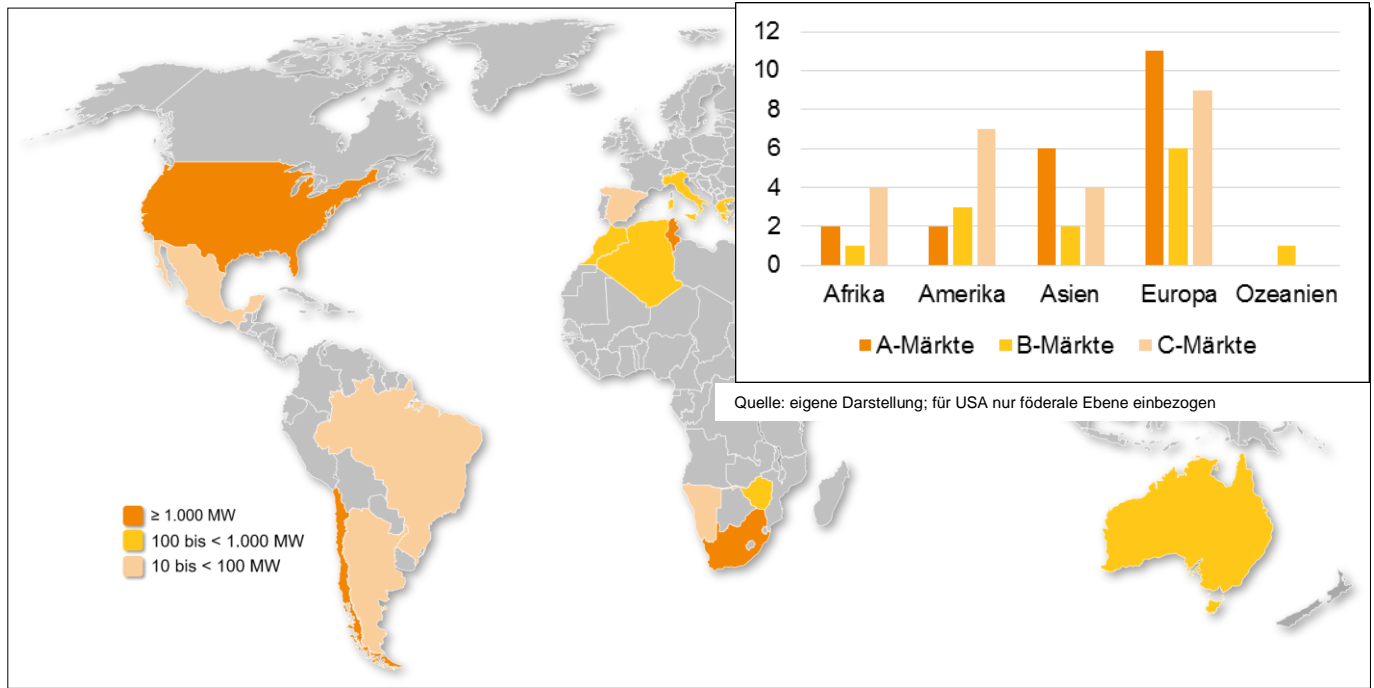 12
10
8
6
4
2
0
Afrika Amerika Asien Europa Ozeanien
A-Märkte B-Märkte C-Märkte
Quelle: eigene Darstellung; für USA nur föderale Ebene einbezogen
≥ 1.000 MW
100 bis < 1.000 MW
10 bis < 100 MW